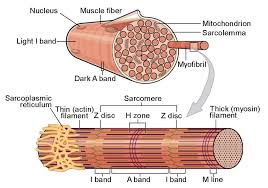 Nucleus
Muscle fiber
Mitochondrion
Sarcolemma
Light I band
Myofibril
Dark A band
Sarcoplasmic
reticulum
Thin (actin)
filament
Sarcomere
Z disc
H zone
Z disc
Thick (myosin)
filament
I band
A band
I band
M line